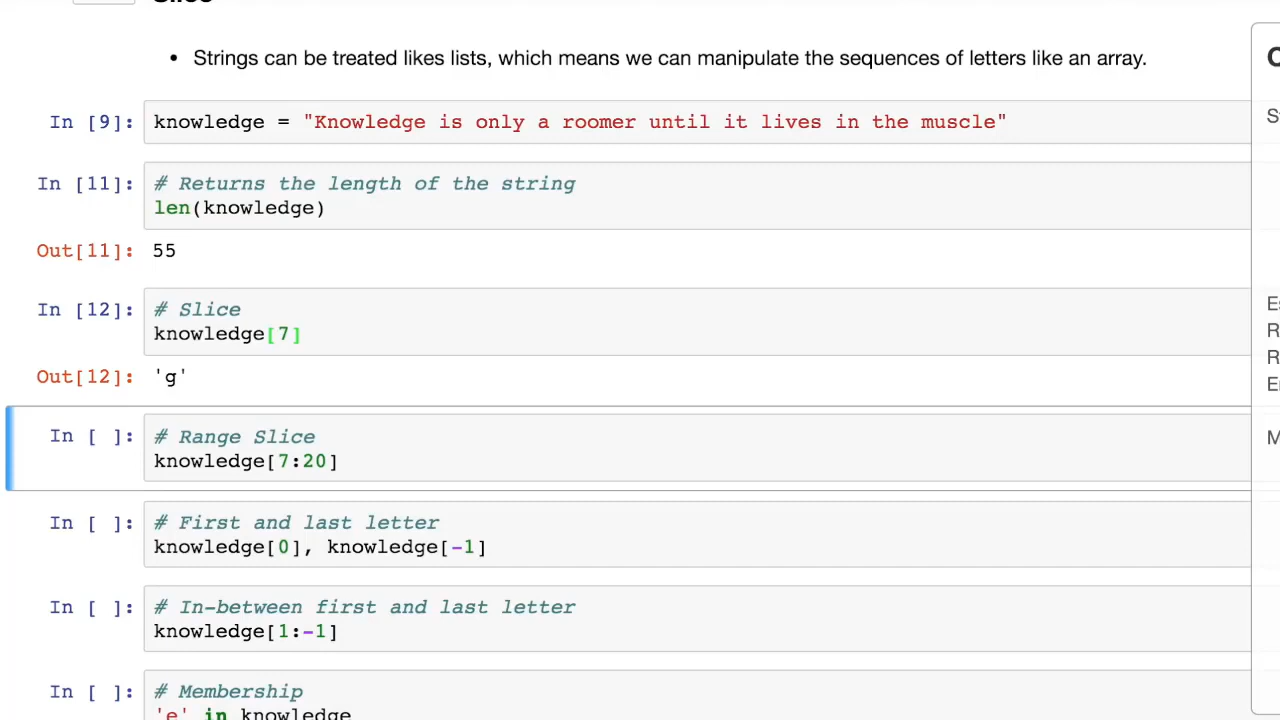 Slice
• Strings can be treated likes lists, which means we can manipulate the sequences of letters like an array.
In [9]: knowledge = "Knowledge is only a roomer until it lives in the muscle"
In [11]: # Returns the length of the string
len(knowledge)
Out[11]: 55
In [12]: # Slice
knowledge[7]
Out[12]: 'g'
In [ ]: # Range Slice
knowledge[7:20]
In [ ]: # First and last letter
knowledge[0], knowledge[-1]
In [ ]: # In-between first and last letter
knowledge[1:-1]
In [ ]: # Membership
'e' in knowledge